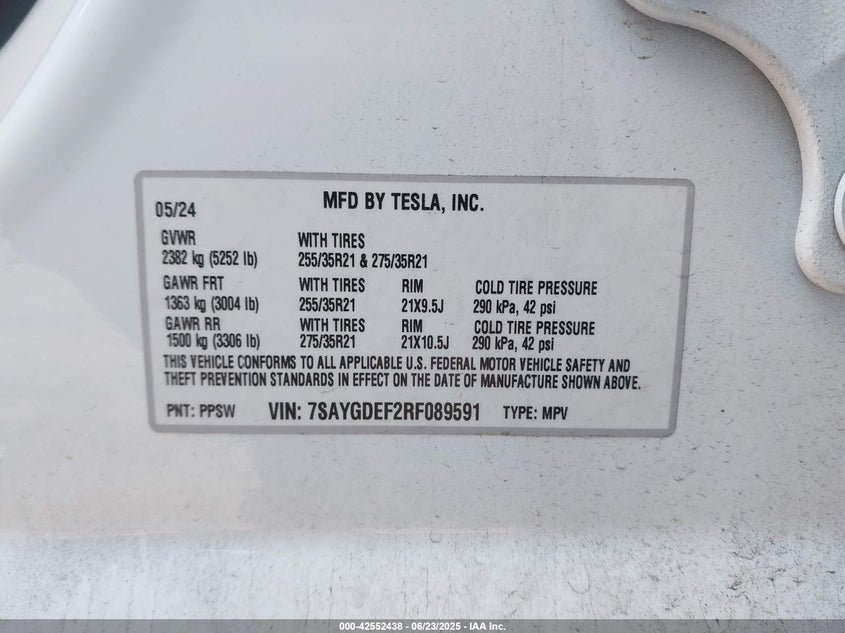 05/24 MFD BY TESLA, INC.
GVWR WITH TIRES
2382 kg (5252 lb) 255/35R21 & 275/35R21
GAWR FRT WITH TIRES RIM COLD TIRE PRESSURE
1363 kg (3004 lb) 255/35R21 21X9.5J 290 kPa, 42 psi
GAWR RR WITH TIRES RIM COLD TIRE PRESSURE
1500 kg (3306 lb) 275/35R21 21X10.5J 290 kPa, 42 psi
THIS VEHICLE CONFORMS TO ALL APPLICABLE U.S. FEDERAL MOTOR VEHICLE SAFETY AND
THEFT PREVENTION STANDARDS IN EFFECT ON THE DATE OF MANUFACTURE SHOWN ABOVE.
PNT: PPSW VIN: 7SAYGDEF2RF089591 TYPE: MPV
000-42552438 - 06/23/2025 - IAA Inc.